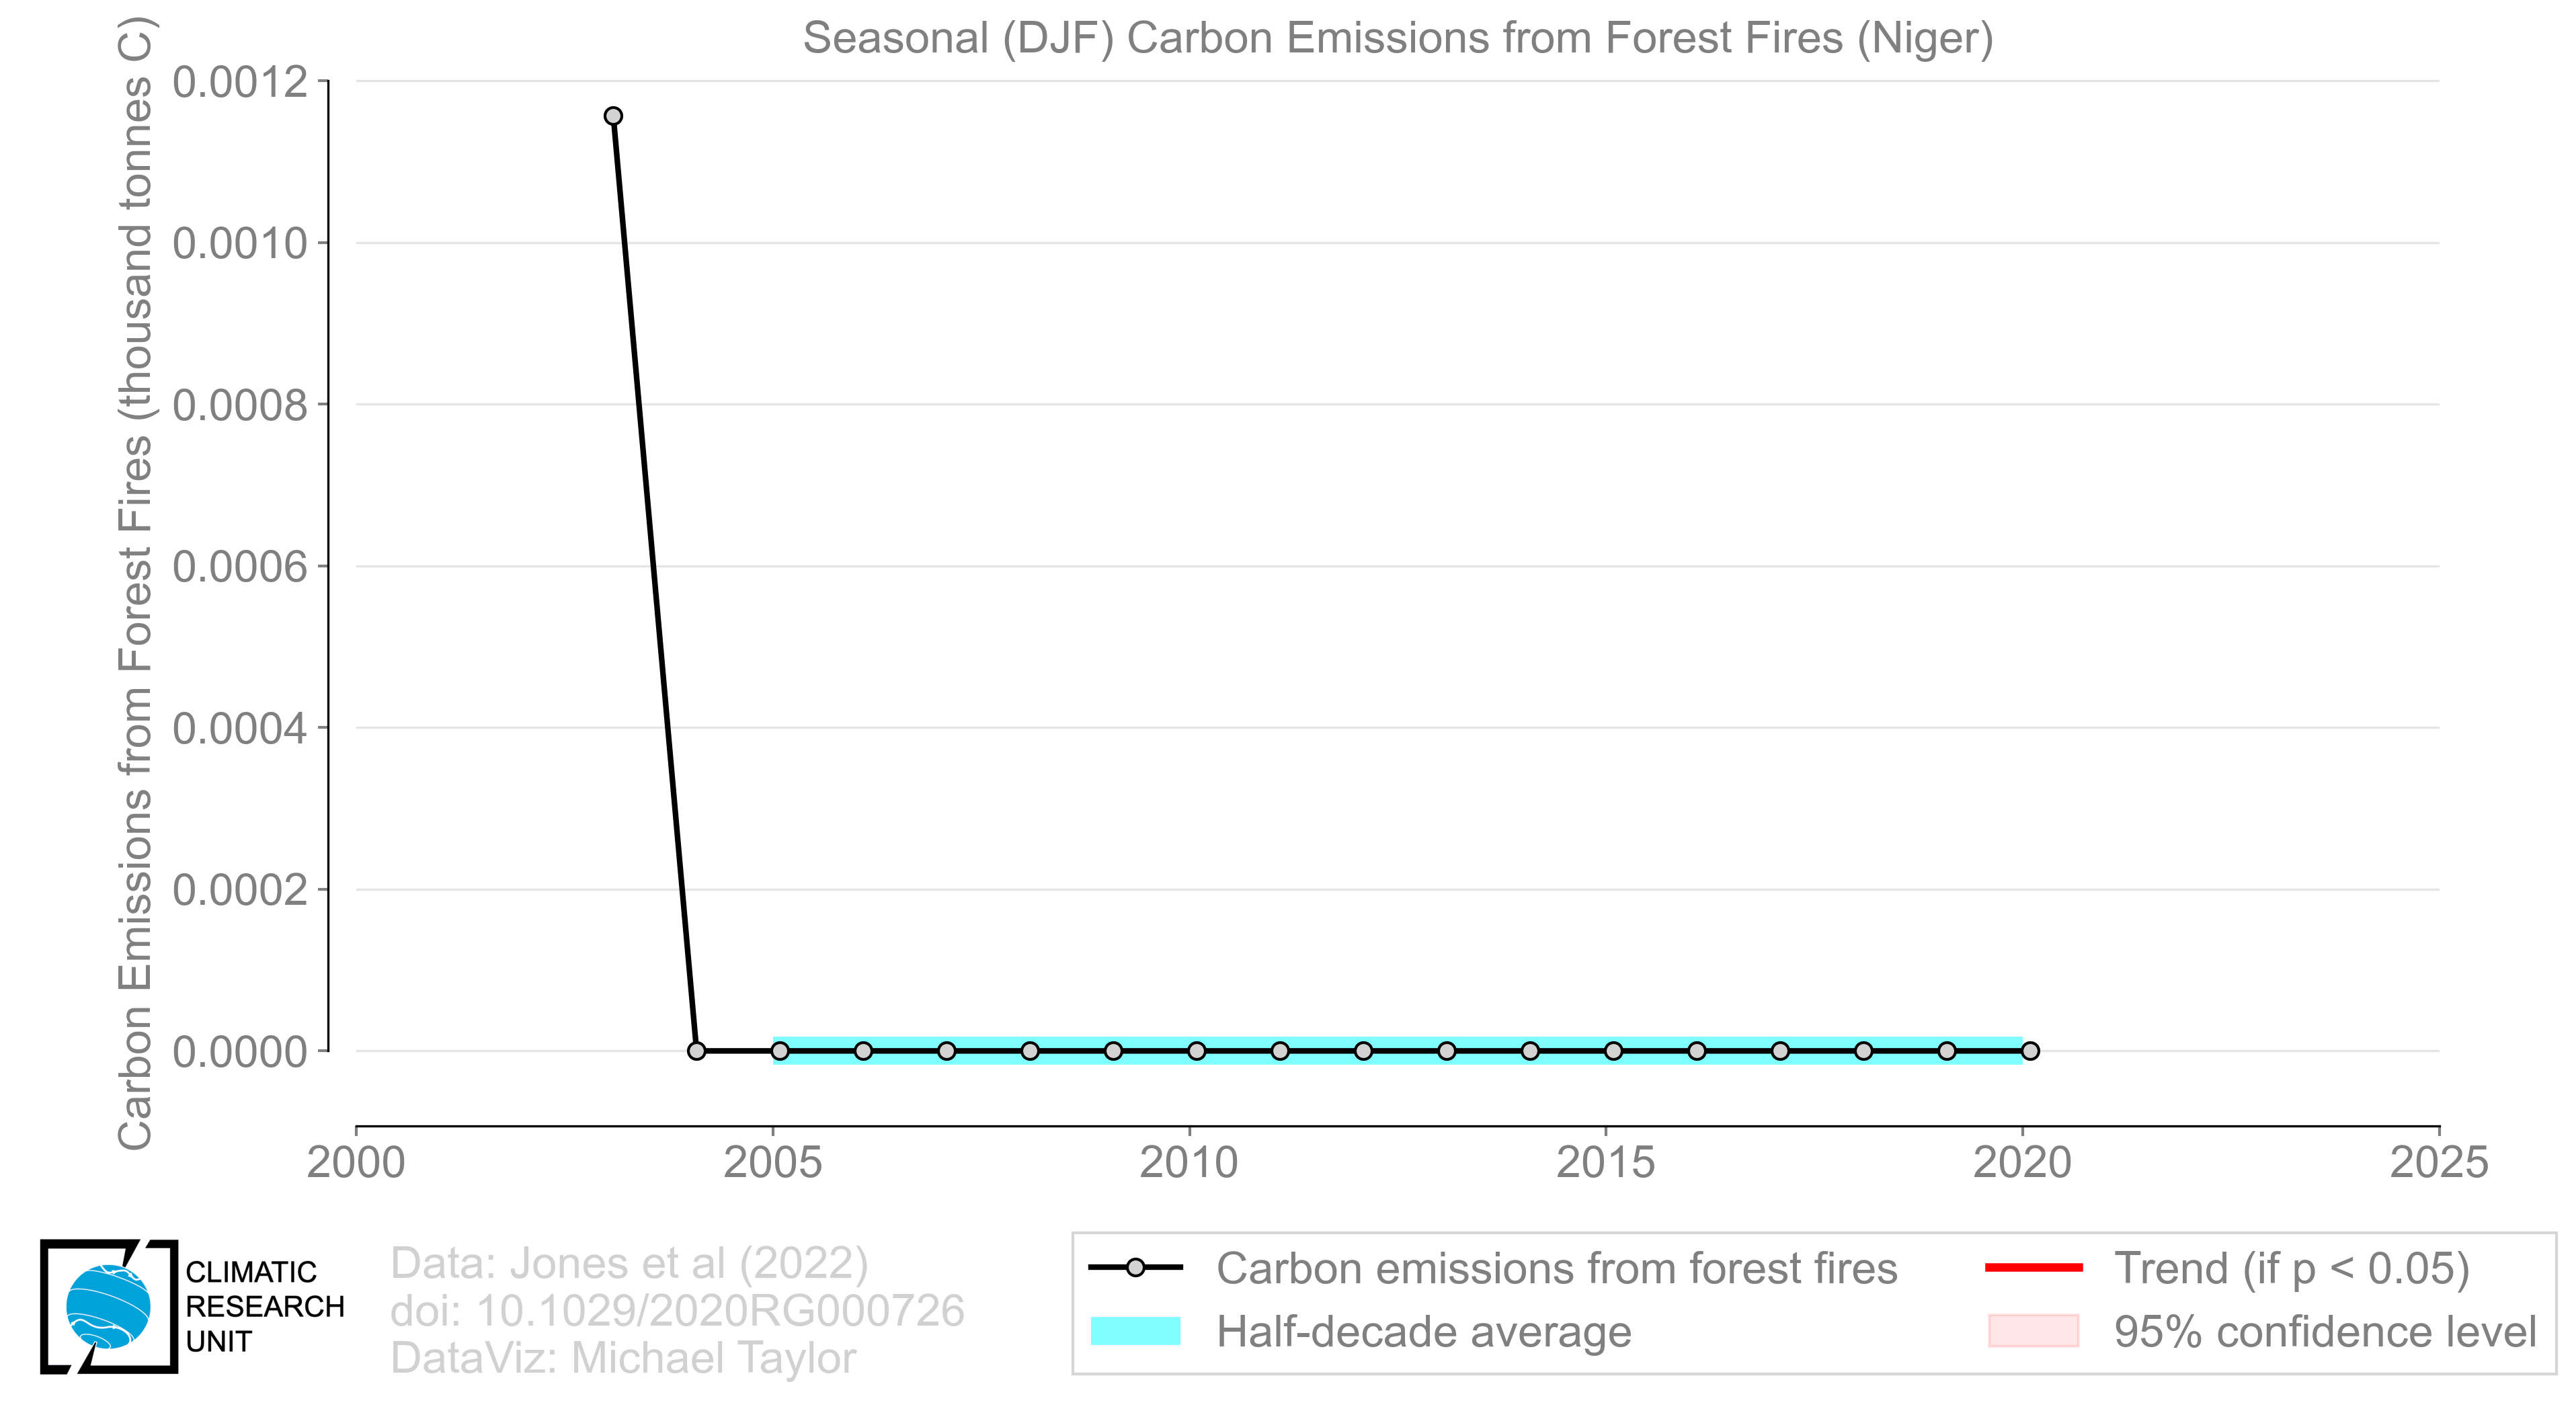 Seasonal (DJF) Carbon Emissions from Forest Fires (Niger)
Carbon Emissions from Forest Fires (thousand tonnes C)
0.0012
0.0010
0.0008
0.0006
0.0004
0.0002
0.0000
2000 2005 2010 2015 2020 2025
CLIMATIC
RESEARCH
UNIT
Data: Jones et al (2022)
doi: 10.1029/2020RG000726
DataViz: Michael Taylor
Carbon emissions from forest fires
Half-decade average
Trend (if p < 0.05)
95% confidence level